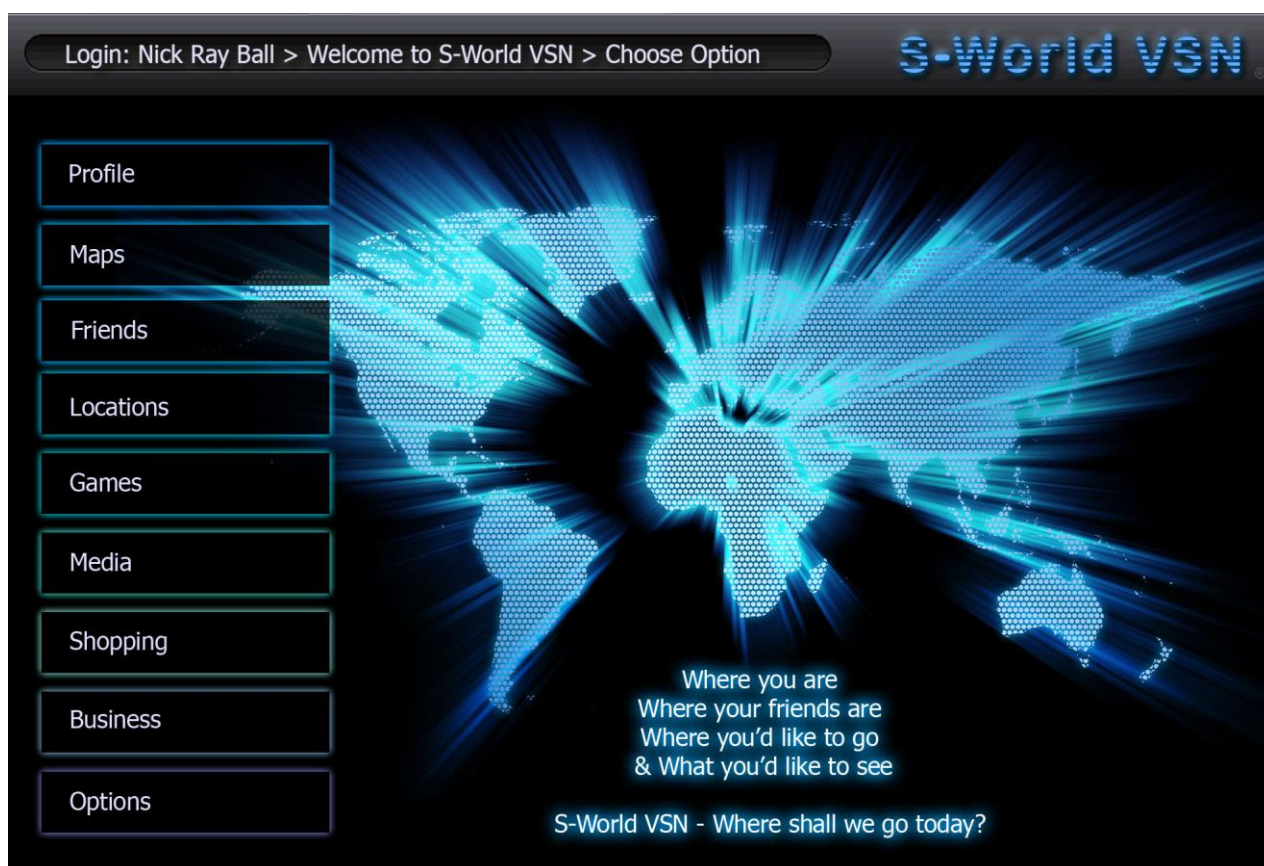 Login: Nick Ray Ball > Welcome to S-World VSN > Choose Option
S-World VSN
Profile
Maps
Friends
Locations
Games
Media
Shopping
Business
Options
Where you are
Where your friends are
Where you'd like to go
& What you'd like to see
S-World VSN - Where shall we go today?